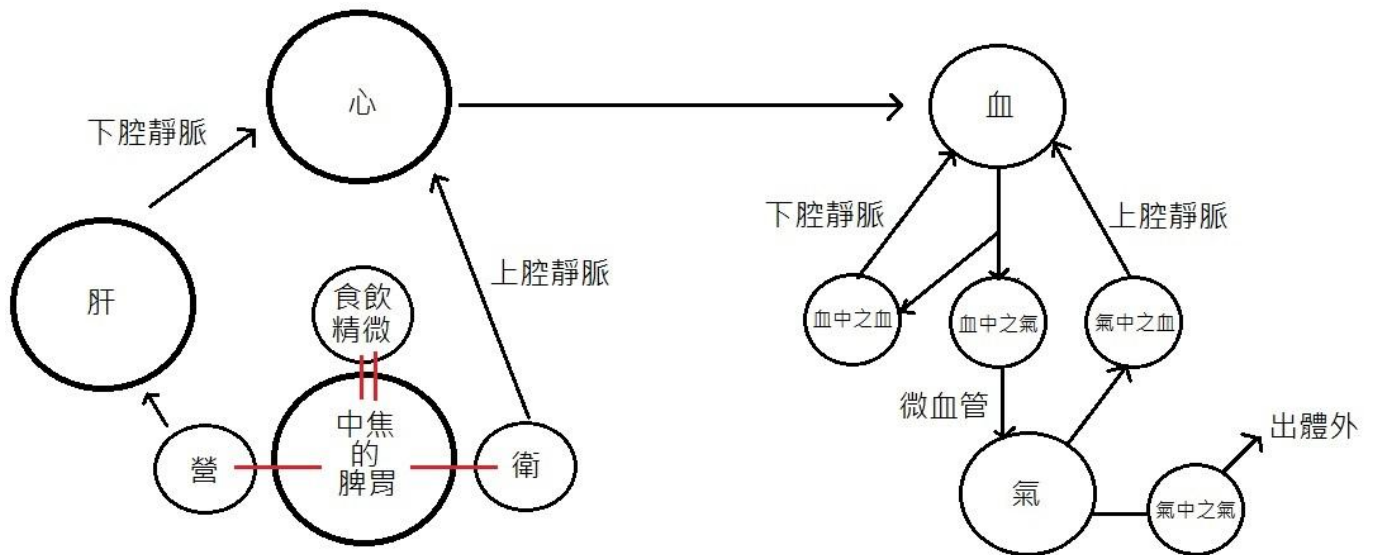 心
血
下腔靜脈
下腔靜脈
上腔靜脈
上腔靜脈
肝
食飲
精微
血中之血
血中之氣
氣中之血
微血管
中焦
的
脾胃
出體外
營
衛
氣
氣中之氣